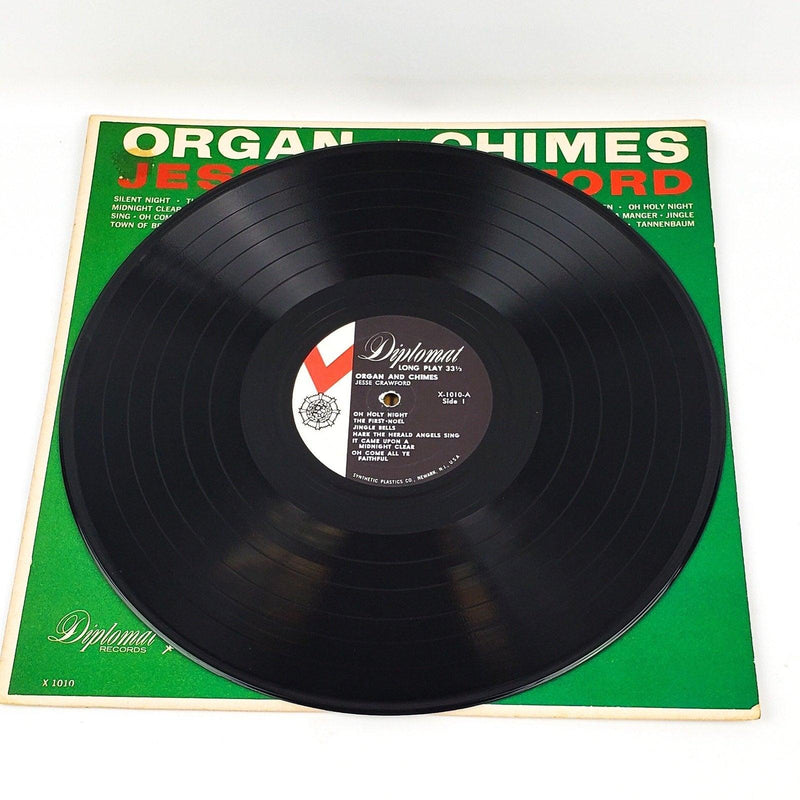 ORGAN CHIMES
JESS FORD
SILENT NIGHT • OH HOLY NIGHT
MIDNIGHT CLEAR A MANGER • JINGLE
SING • OH COM TANNENBAUM
TOWN OF BE
Diplomat
LONG PLAY 33⅓
ORGAN AND CHIMES
JESSE CRAWFORD
X-1010-A
Side 1
OH HOLY NIGHT
THE FIRST NOEL
JINGLE BELLS
HARK THE HERALD ANGELS SING
IT CAME UPON A
MIDNIGHT CLEAR
OH COME ALL YE
FAITHFUL
SYNTHETIC PLASTICS CO., NEWARK, N.J., U.S.A
Diplomat
RECORDS
X 1010